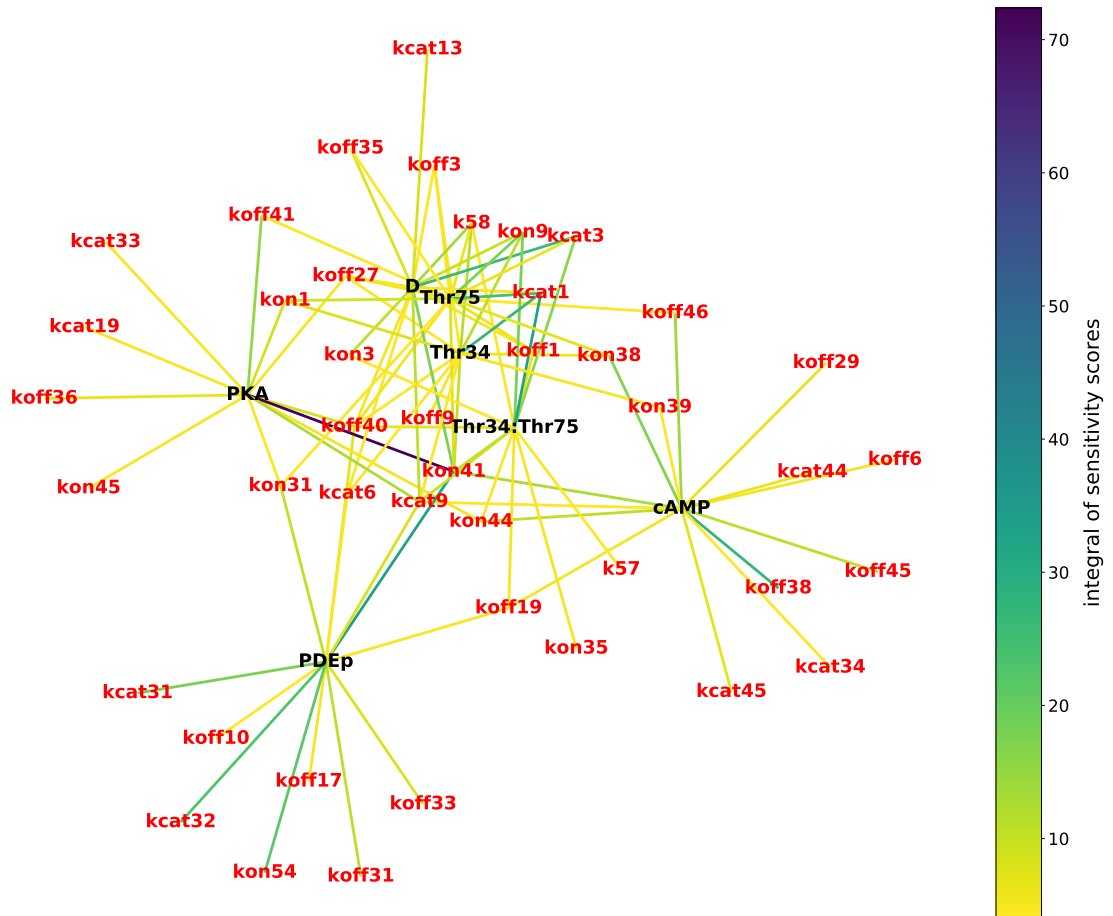 kcat13
70
koff35
koff3
60
koff41
k58
kon9
kcat3
kcat33
koff27
D
kcat1
kon1
Thr75
50
koff46
kcat19
kon3
Thr34
koff1
kon38
koff29
integral of sensitivity scores
PKA
koff36
kon39
40
koff9
koff40
Thr34:Thr75
koff6
kon41
kcat44
kon45
kon31
kcat6
kcat9
cAMP
kon44
30
k57
koff45
koff38
koff19
kon35
PDEp
kcat34
kcat31
kcat45
20
koff10
koff17
koff33
kcat32
10
kon54
koff31